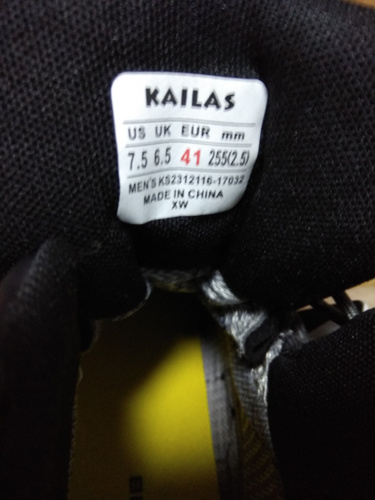 KAILAS
US UK EUR mm
7.5 6.5 41 255(2.5)
MEN'S KS2312116-17032
MADE IN CHINA
XW